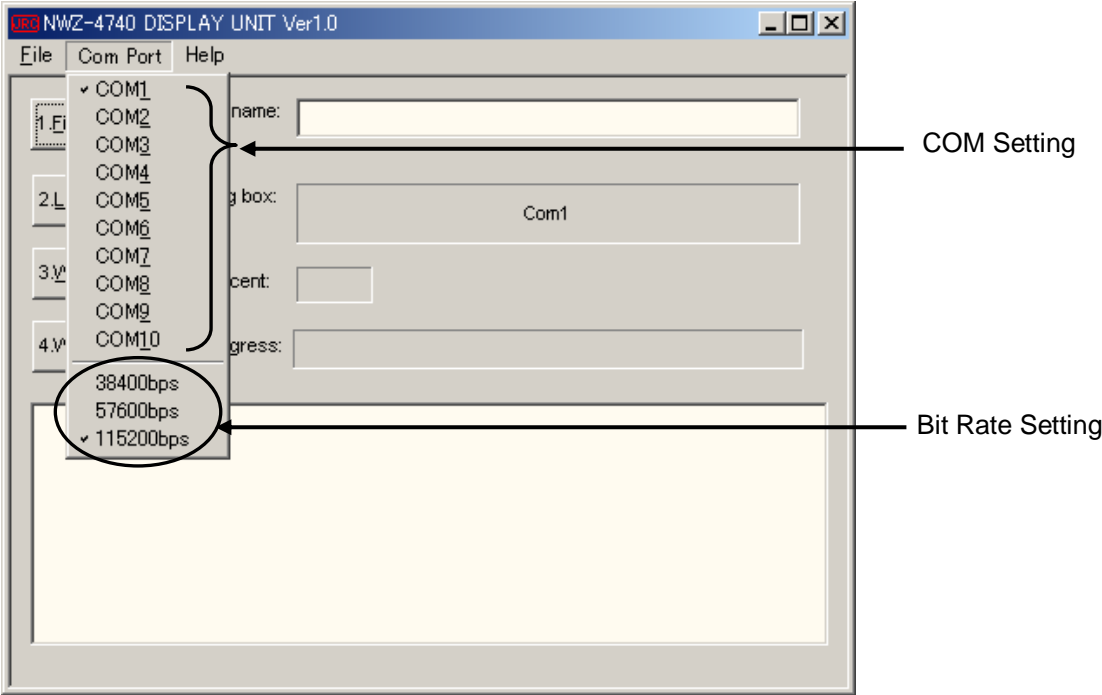 JRC NWZ-4740 DISPLAY UNIT Ver1.0
File Com Port Help
COM1
COM2
COM3
COM4
COM5
COM6
COM7
COM8
COM9
COM10
38400bps
57600bps
115200bps
1.Fi
name:
2.L
g box:
Com1
3.W
cent:
4.W
gress:
COM Setting
Bit Rate Setting